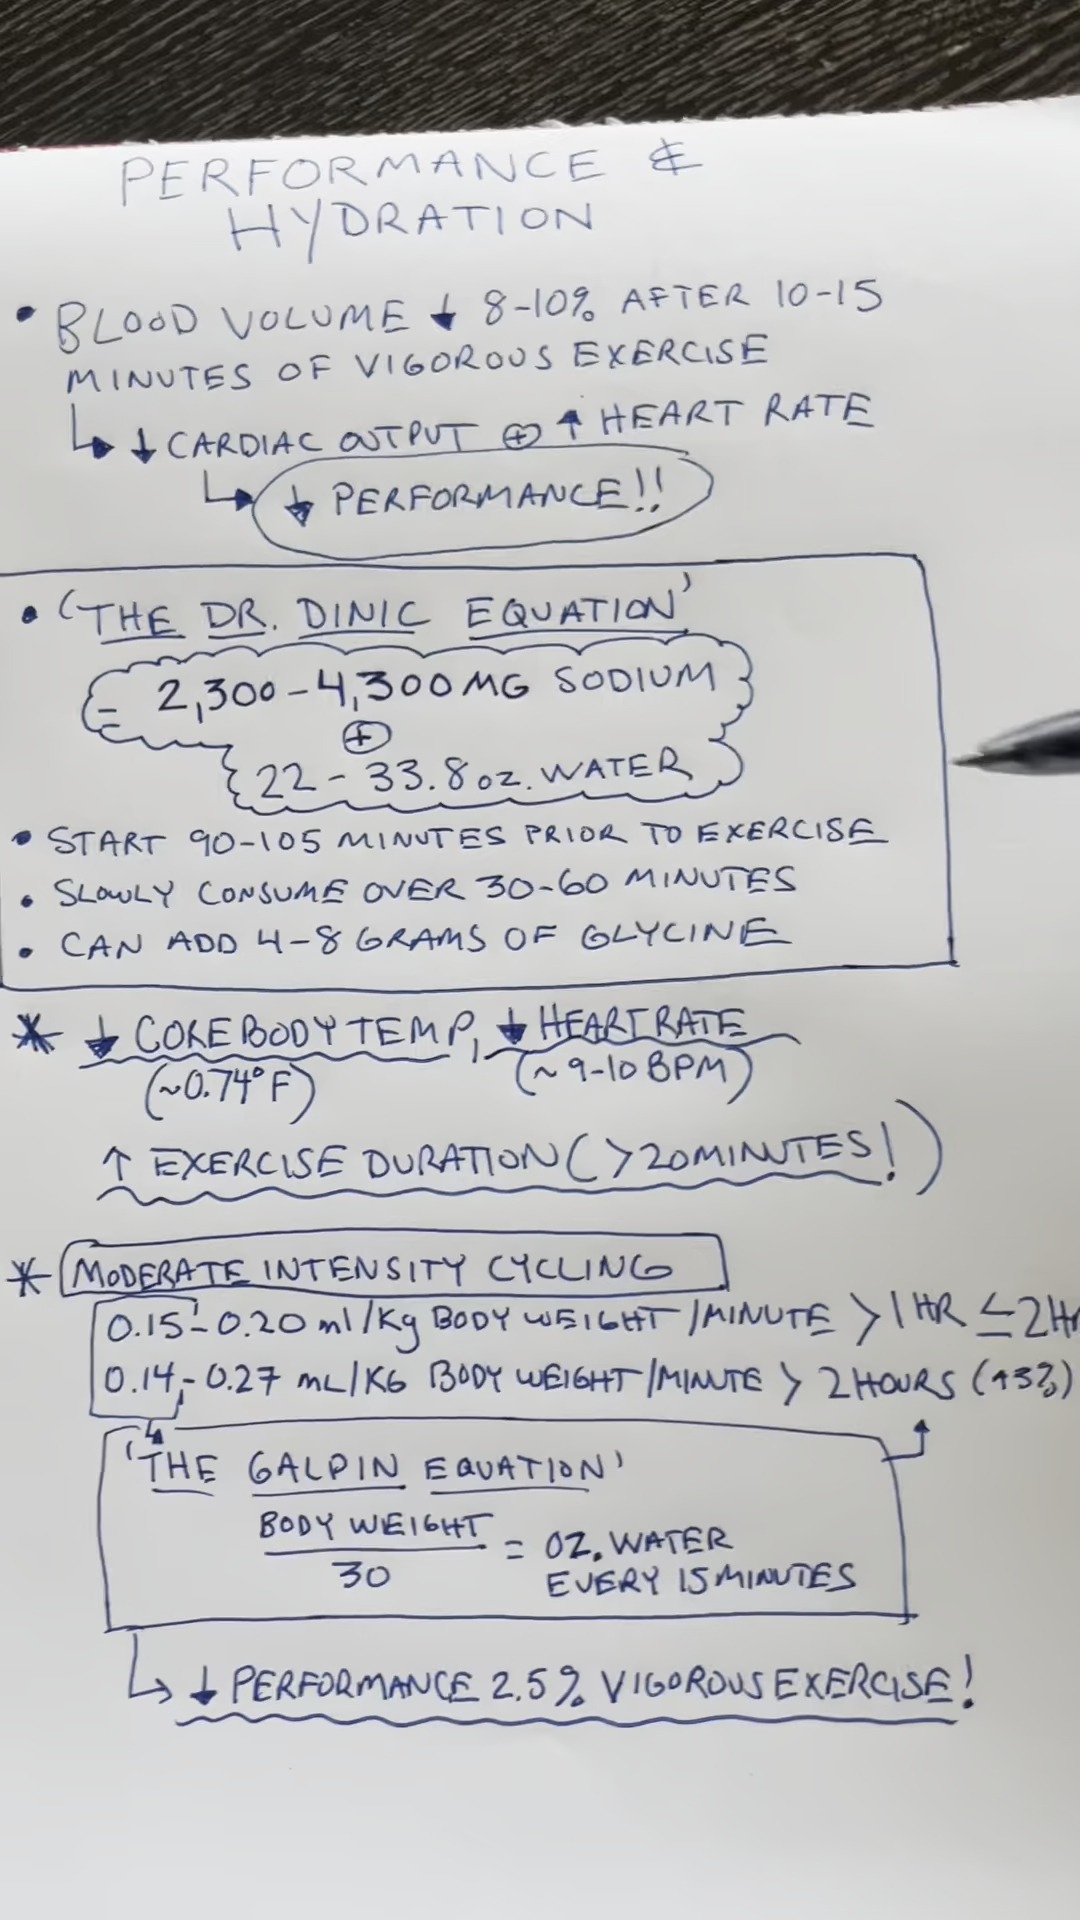 PERFORMANCE &
HYDRATION
• BLOOD VOLUME ↓ 8-10% AFTER 10-15
MINUTES OF VIGOROUS EXERCISE
↳ ↓ CARDIAC OUTPUT ⊕ ↑ HEART RATE
↳ ↓ PERFORMANCE!!
• 'THE DR. DINIC EQUATION'
= 2,300-4,300MG SODIUM
⊕
22-33.8 oz. WATER
• START 90-105 MINUTES PRIOR TO EXERCISE
• SLOWLY CONSUME OVER 30-60 MINUTES
• CAN ADD 4-8 GRAMS OF GLYCINE
* ↓ CORE BODY TEMP, ↓ HEART RATE
(~0.74°F) (~9-10 BPM)
↑ EXERCISE DURATION (>20 MINUTES!)
* MODERATE INTENSITY CYCLING
0.15-0.20 ml/Kg BODY WEIGHT/MINUTE > 1HR ≤ 2HR
0.14-0.27 mL/KG BODY WEIGHT/MINUTE > 2 HOURS (↑3%)
'THE GALPIN EQUATION'
BODY WEIGHT
30
= OZ. WATER
EVERY 15 MINUTES
↳ ↓ PERFORMANCE 2.5% VIGOROUS EXERCISE!